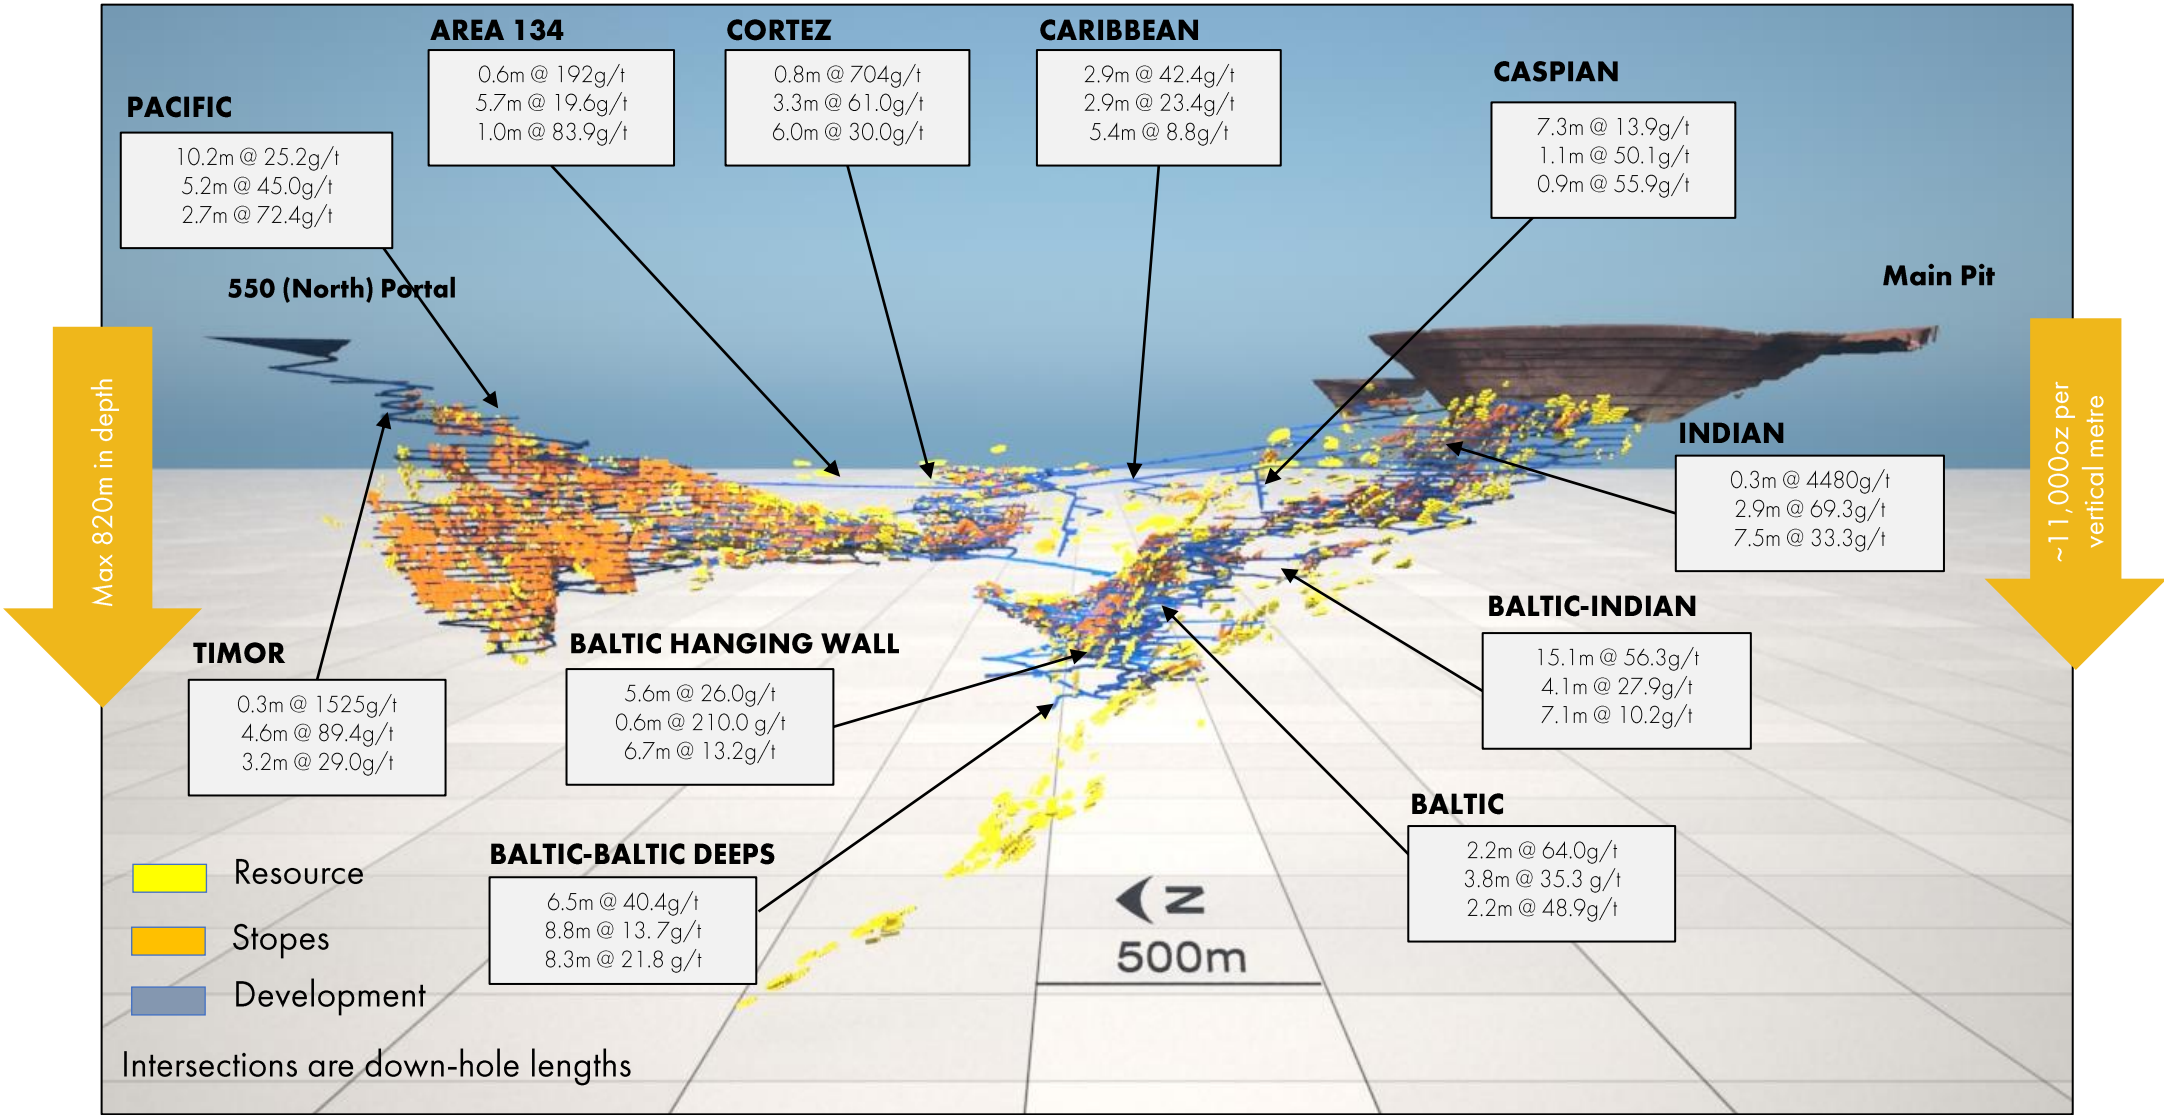 AREA 134
0.6m @ 192g/t
5.7m @ 19.6g/t
1.0m @ 83.9g/t
CORTEZ
0.8m @ 704g/t
3.3m @ 61.0g/t
6.0m @ 30.0g/t
CARIBBEAN
2.9m @ 42.4g/t
2.9m @ 23.4g/t
5.4m @ 8.8g/t
CASPIAN
7.3m @ 13.9g/t
1.1m @ 50.1g/t
0.9m @ 55.9g/t
PACIFIC
10.2m @ 25.2g/t
5.2m @ 45.0g/t
2.7m @ 72.4g/t
550 (North) Portal
Main Pit
Max 820m in depth
~11,000oz per
vertical metre
INDIAN
0.3m @ 4480g/t
2.9m @ 69.3g/t
7.5m @ 33.3g/t
BALTIC-INDIAN
15.1m @ 56.3g/t
4.1m @ 27.9g/t
7.1m @ 10.2g/t
TIMOR
0.3m @ 1525g/t
4.6m @ 89.4g/t
3.2m @ 29.0g/t
BALTIC HANGING WALL
5.6m @ 26.0g/t
0.6m @ 210.0 g/t
6.7m @ 13.2g/t
BALTIC
2.2m @ 64.0g/t
3.8m @ 35.3 g/t
2.2m @ 48.9g/t
BALTIC-BALTIC DEEPS
6.5m @ 40.4g/t
8.8m @ 13.7g/t
8.3m @ 21.8 g/t
N
500m
Resource
Stopes
Development
Intersections are down-hole lengths